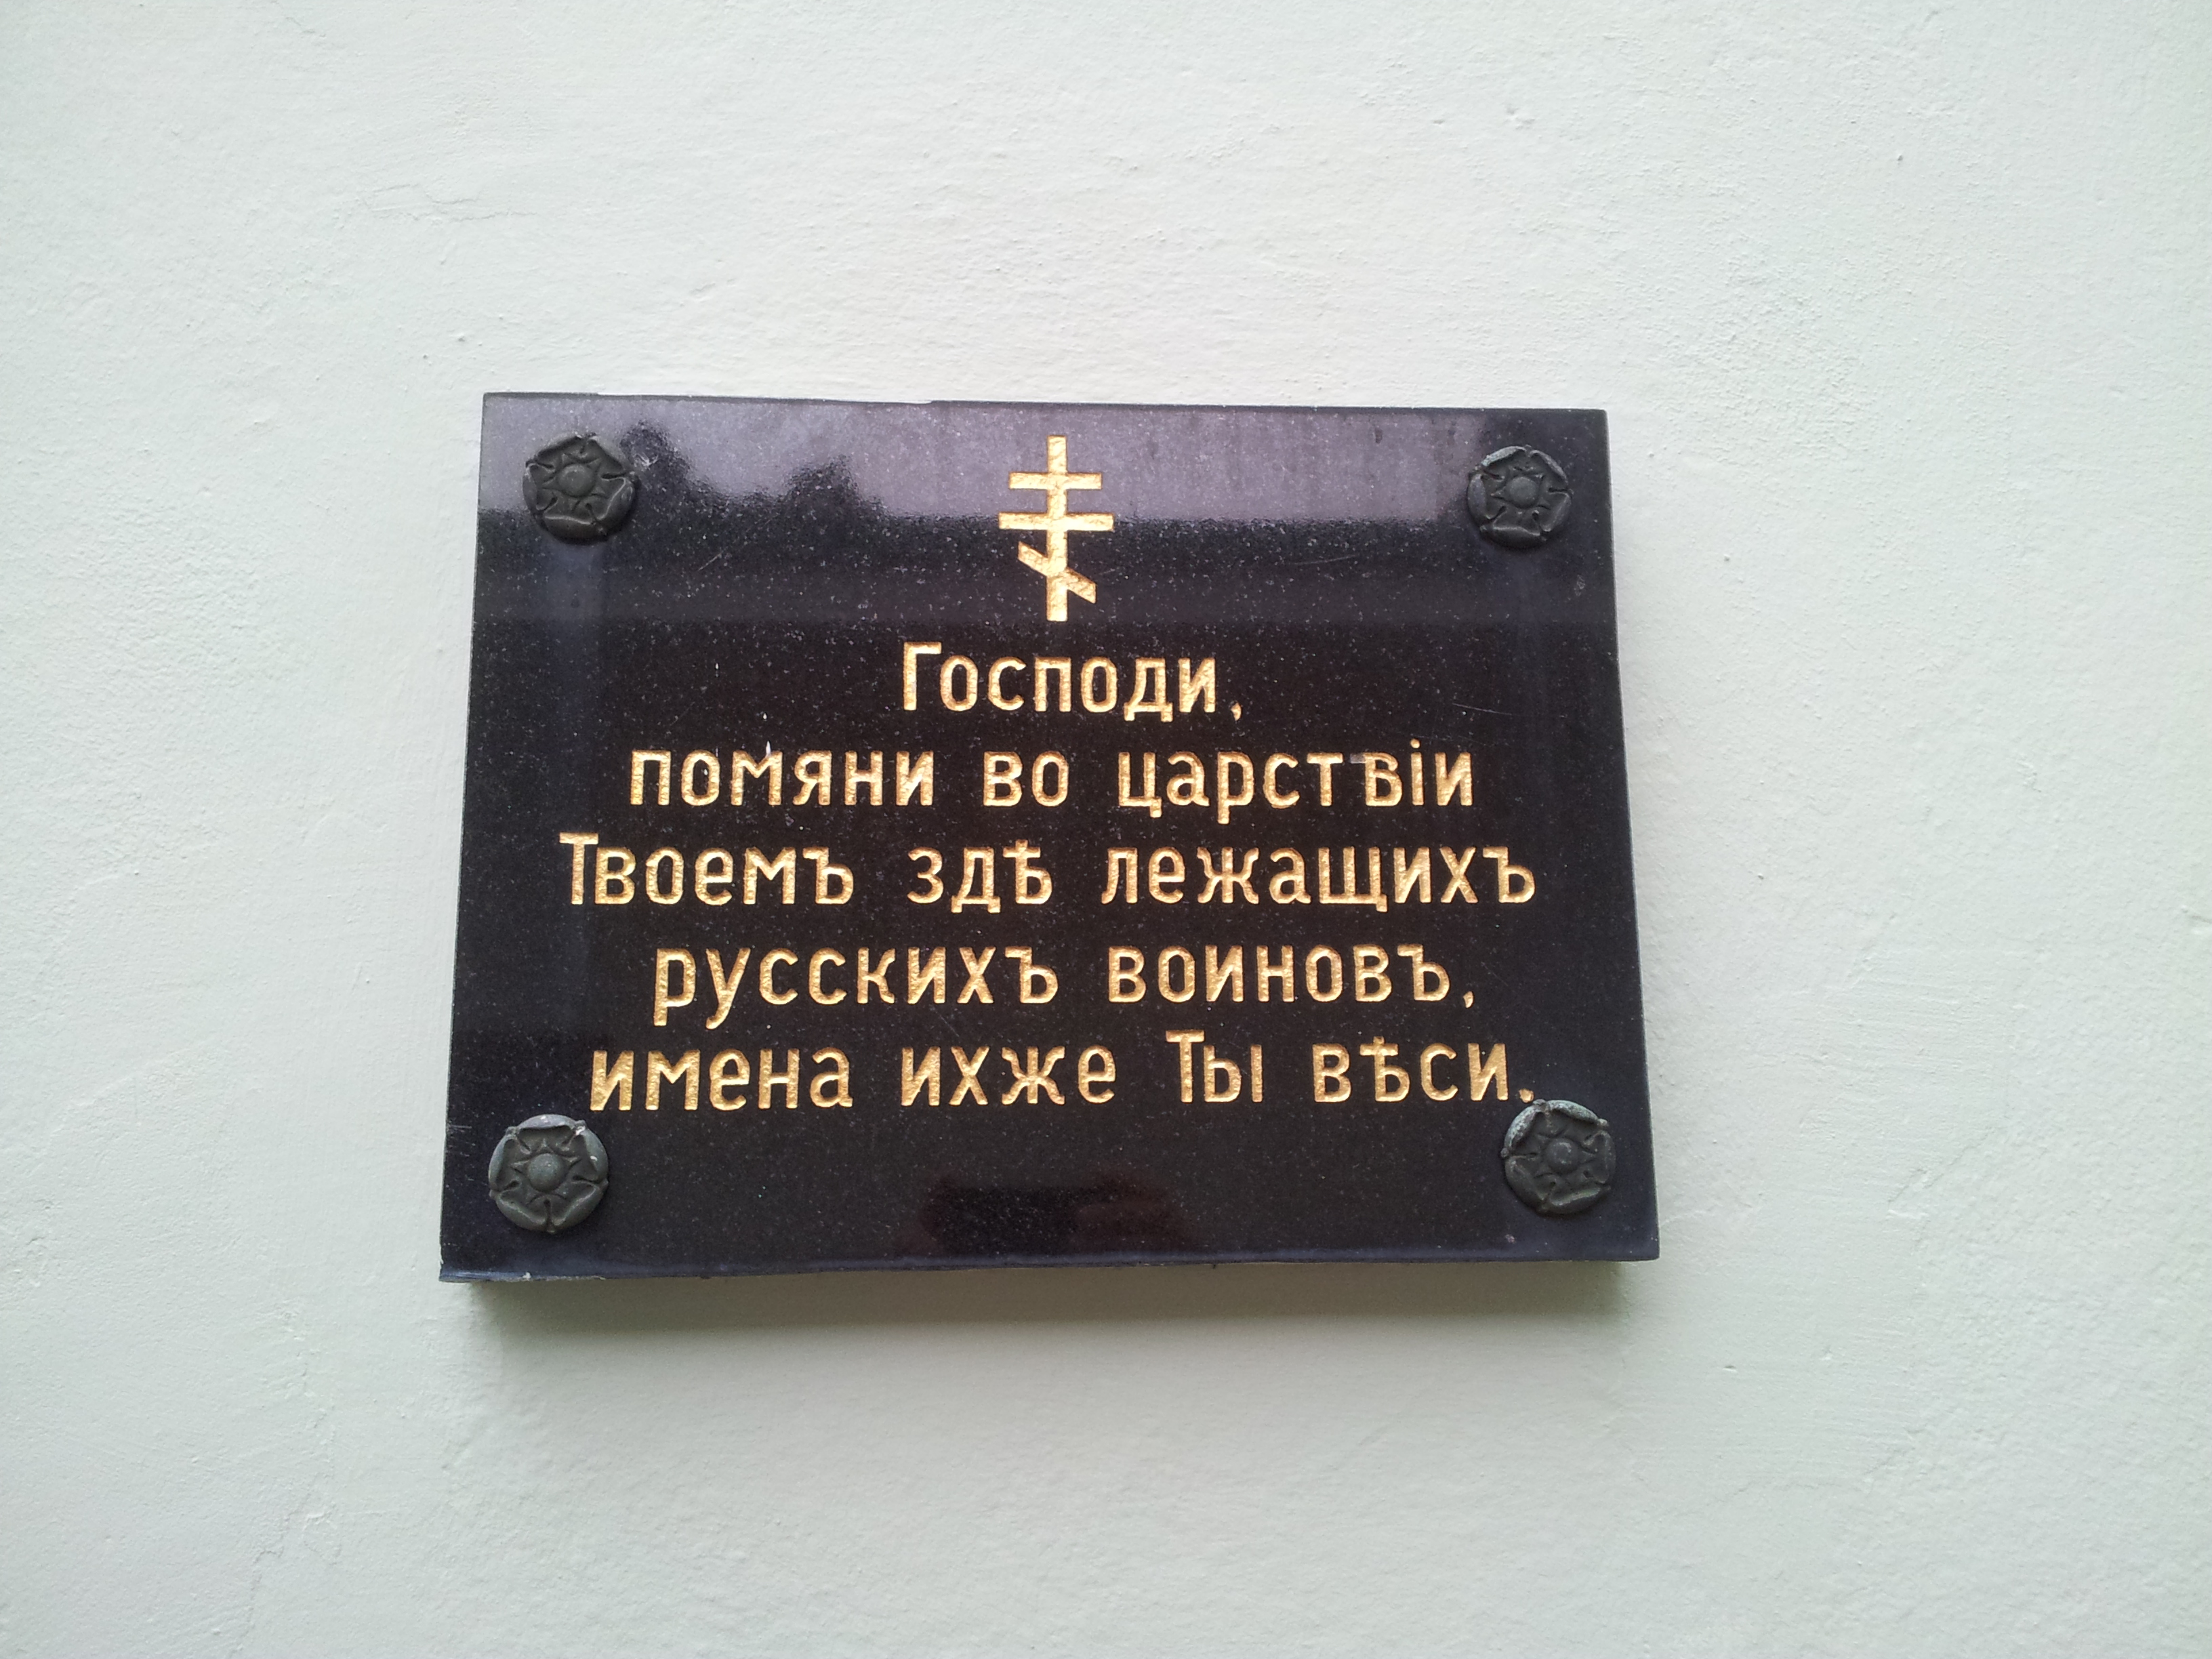 Господи,
помяни во царствіи
Твоемъ здѣ лежащихъ
русскихъ воиновъ,
имена ихже Ты вѣси.